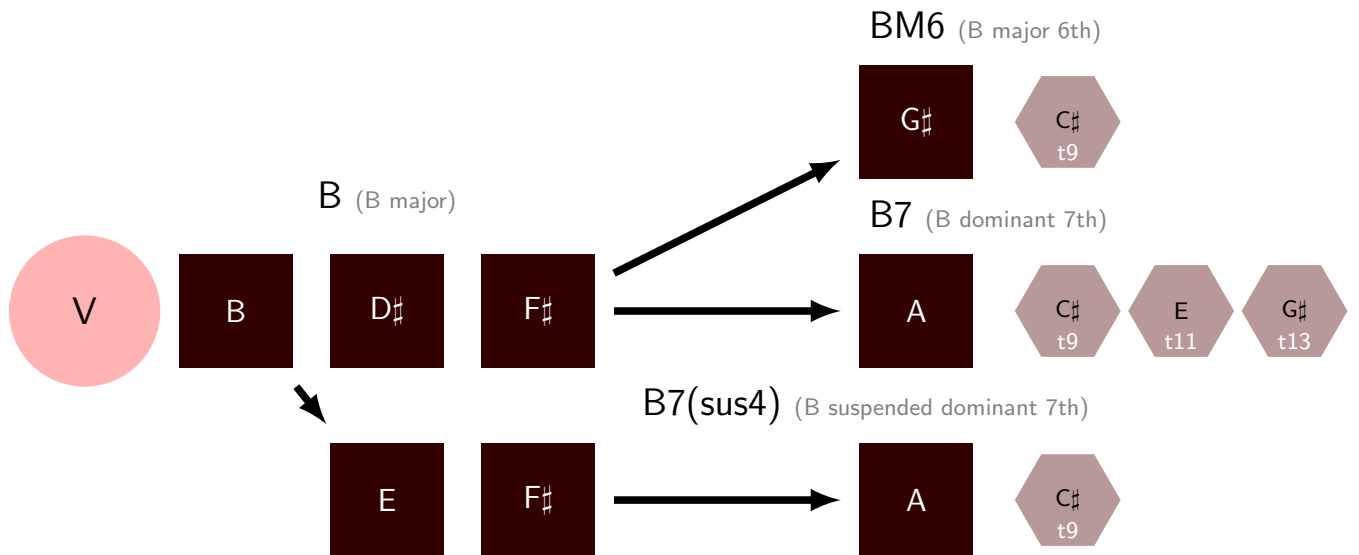 BM6 (B major 6th)
G♯ C♯
t9
B (B major)
B7 (B dominant 7th)
V B D♯ F♯ A C♯ E G♯
t9 t11 t13
B7(sus4) (B suspended dominant 7th)
E F♯ A C♯
t9